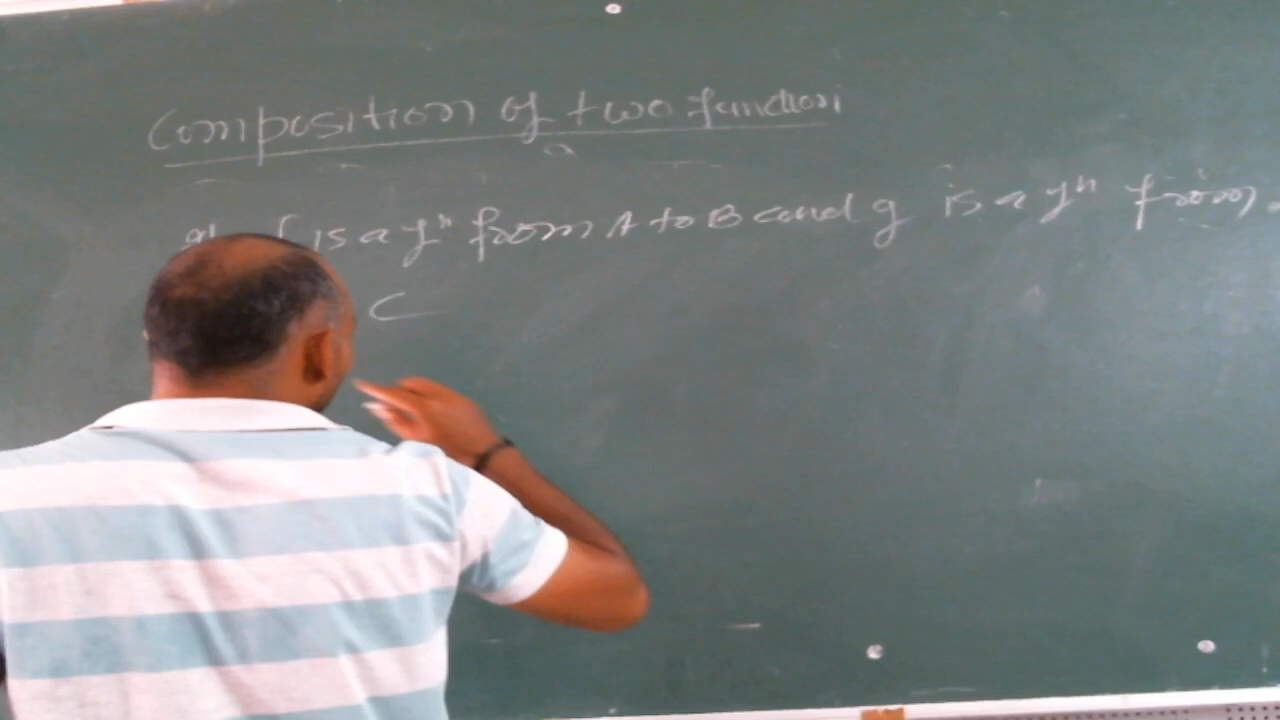 Composition of two function
If f is a fⁿ from A to B and g is a fⁿ from
C